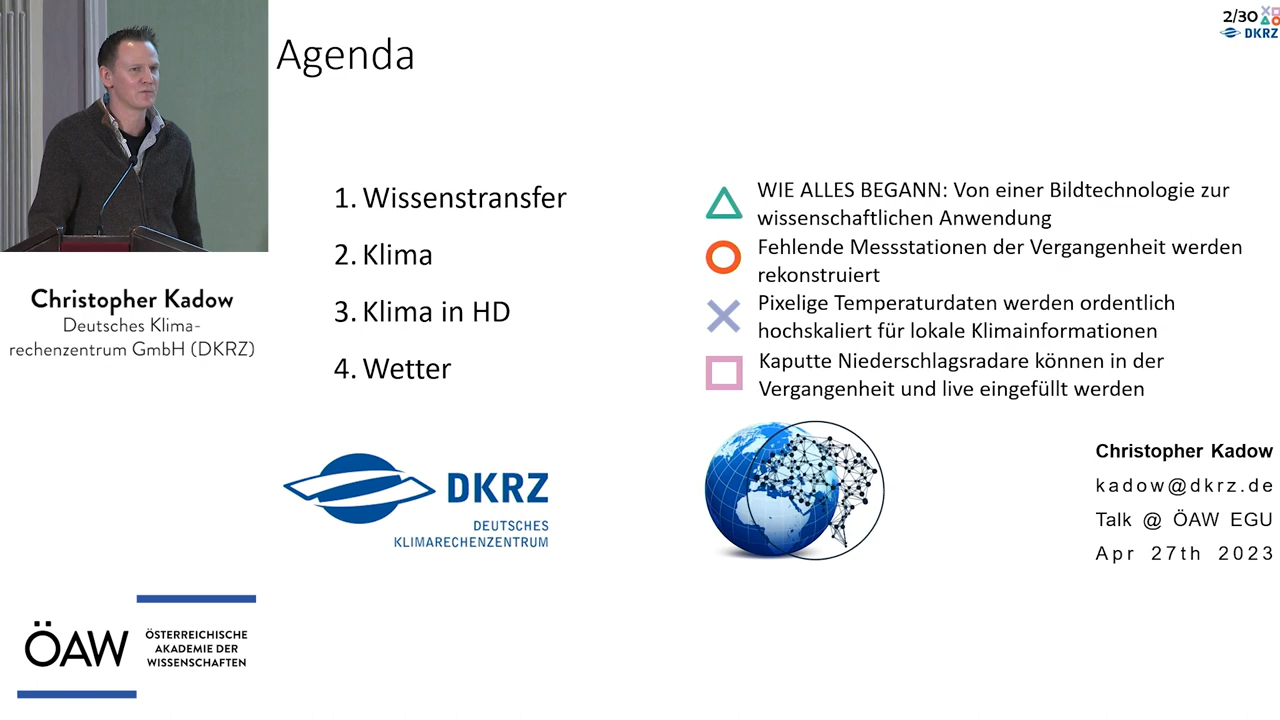 2/30
DKRZ
Agenda
1. Wissenstransfer
2. Klima
3. Klima in HD
4. Wetter
WIE ALLES BEGANN: Von einer Bildtechnologie zur
wissenschaftlichen Anwendung
Fehlende Messstationen der Vergangenheit werden
rekonstruiert
Pixelige Temperaturdaten werden ordentlich
hochskaliert für lokale Klimainformationen
Kaputte Niederschlagsradare können in der
Vergangenheit und live eingefüllt werden
Christopher Kadow
Deutsches Klima-
rechenzentrum GmbH (DKRZ)
DKRZ
DEUTSCHES
KLIMARECHENZENTRUM
Christopher Kadow
kadow@dkrz.de
Talk @ ÖAW EGU
Apr 27th 2023
ÖAW
ÖSTERREICHISCHE
AKADEMIE DER
WISSENSCHAFTEN